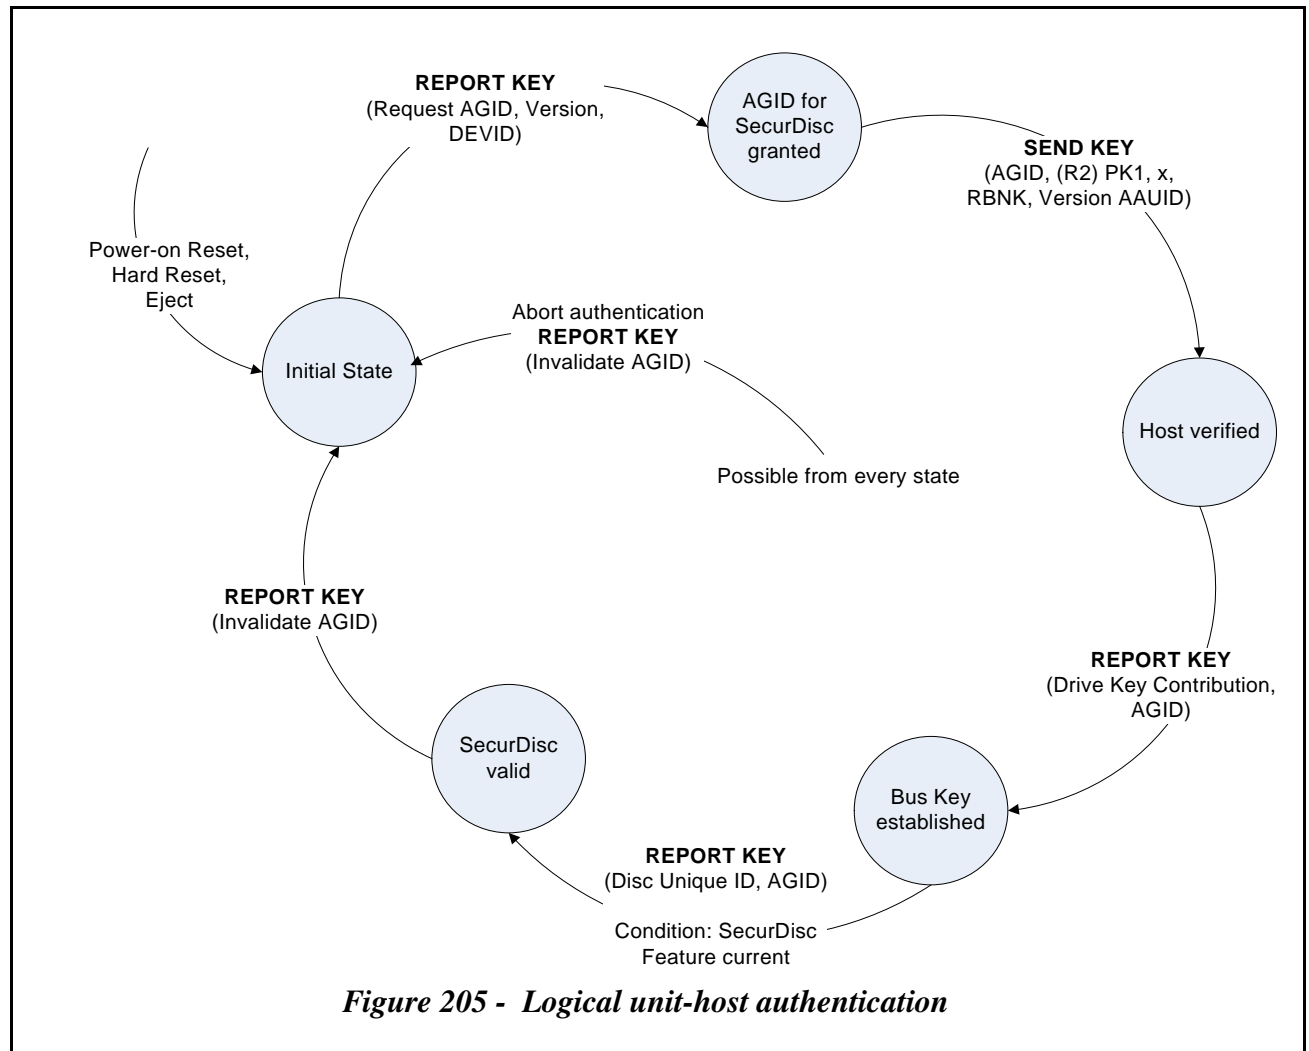 REPORT KEY
(Request AGID, Version,
DEVID)
AGID for
SecurDisc
granted
SEND KEY
(AGID, (R2) PK1, x,
RBNK, Version AAUID)
Power-on Reset,
Hard Reset,
Eject
Initial State
Abort authentication
REPORT KEY
(Invalidate AGID)
Possible from every state
Host verified
REPORT KEY
(Invalidate AGID)
REPORT KEY
(Drive Key Contribution,
AGID)
SecurDisc
valid
Bus Key
established
REPORT KEY
(Disc Unique ID, AGID)
Condition: SecurDisc
Feature current
Figure 205 - Logical unit-host authentication